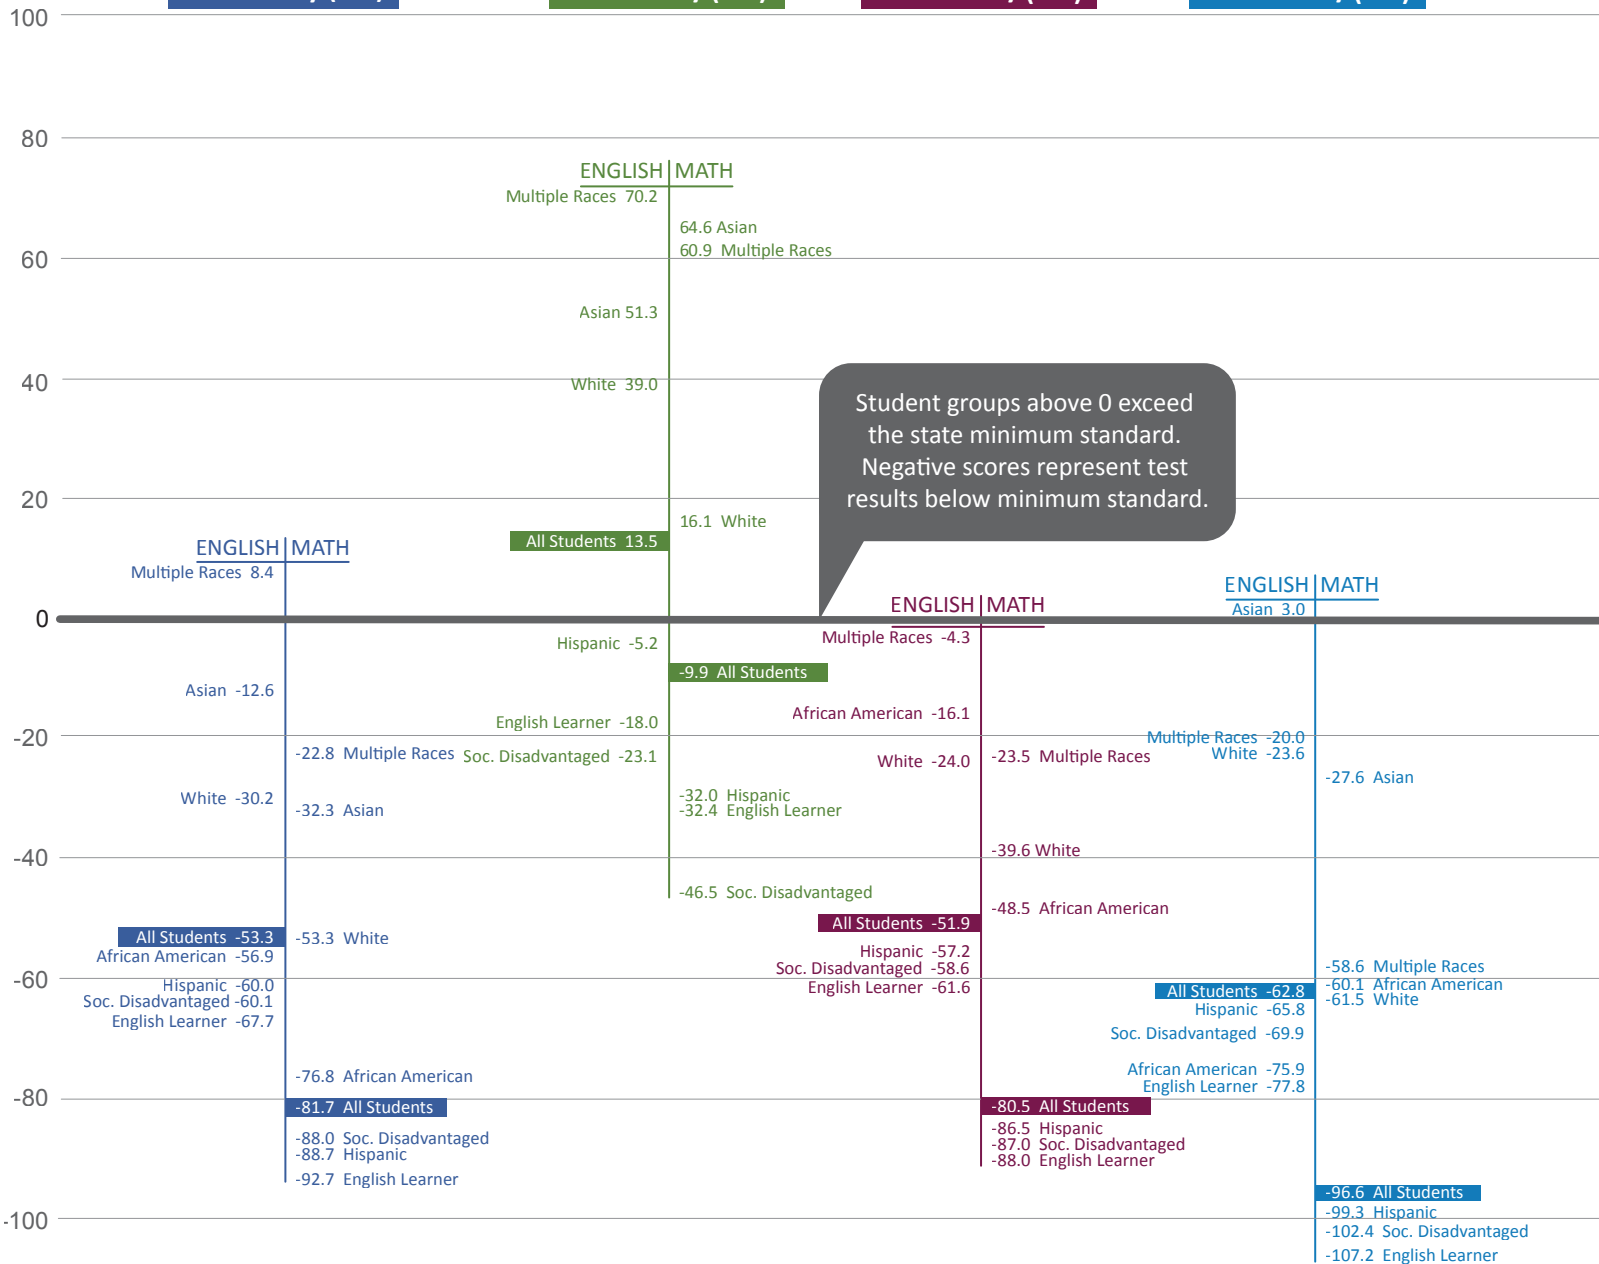 100
80
60
40
20
0
-20
-40
-60
-80
-100
ENGLISH MATH
Multiple Races 8.4
Asian -12.6
-22.8 Multiple Races
White -30.2
-32.3 Asian
All Students -53.3
-53.3 White
African American -56.9
Hispanic -60.0
Soc. Disadvantaged -60.1
English Learner -67.7
-76.8 African American
-81.7 All Students
-88.0 Soc. Disadvantaged
-88.7 Hispanic
-92.7 English Learner
ENGLISH MATH
Multiple Races 70.2
64.6 Asian
60.9 Multiple Races
Asian 51.3
White 39.0
16.1 White
All Students 13.5
Hispanic -5.2
-9.9 All Students
English Learner -18.0
Soc. Disadvantaged -23.1
-32.0 Hispanic
-32.4 English Learner
-46.5 Soc. Disadvantaged
Student groups above 0 exceed
the state minimum standard.
Negative scores represent test
results below minimum standard.
ENGLISH MATH
Multiple Races -4.3
African American -16.1
White -24.0
-23.5 Multiple Races
-39.6 White
-48.5 African American
All Students -51.9
Hispanic -57.2
Soc. Disadvantaged -58.6
English Learner -61.6
-80.5 All Students
-86.5 Hispanic
-87.0 Soc. Disadvantaged
-88.0 English Learner
ENGLISH MATH
Asian 3.0
Multiple Races -20.0
White -23.6
-27.6 Asian
-58.6 Multiple Races
-60.1 African American
-61.5 White
All Students -62.8
Hispanic -65.8
Soc. Disadvantaged -69.9
African American -75.9
English Learner -77.8
-96.6 All Students
-99.3 Hispanic
-102.4 Soc. Disadvantaged
-107.2 English Learner